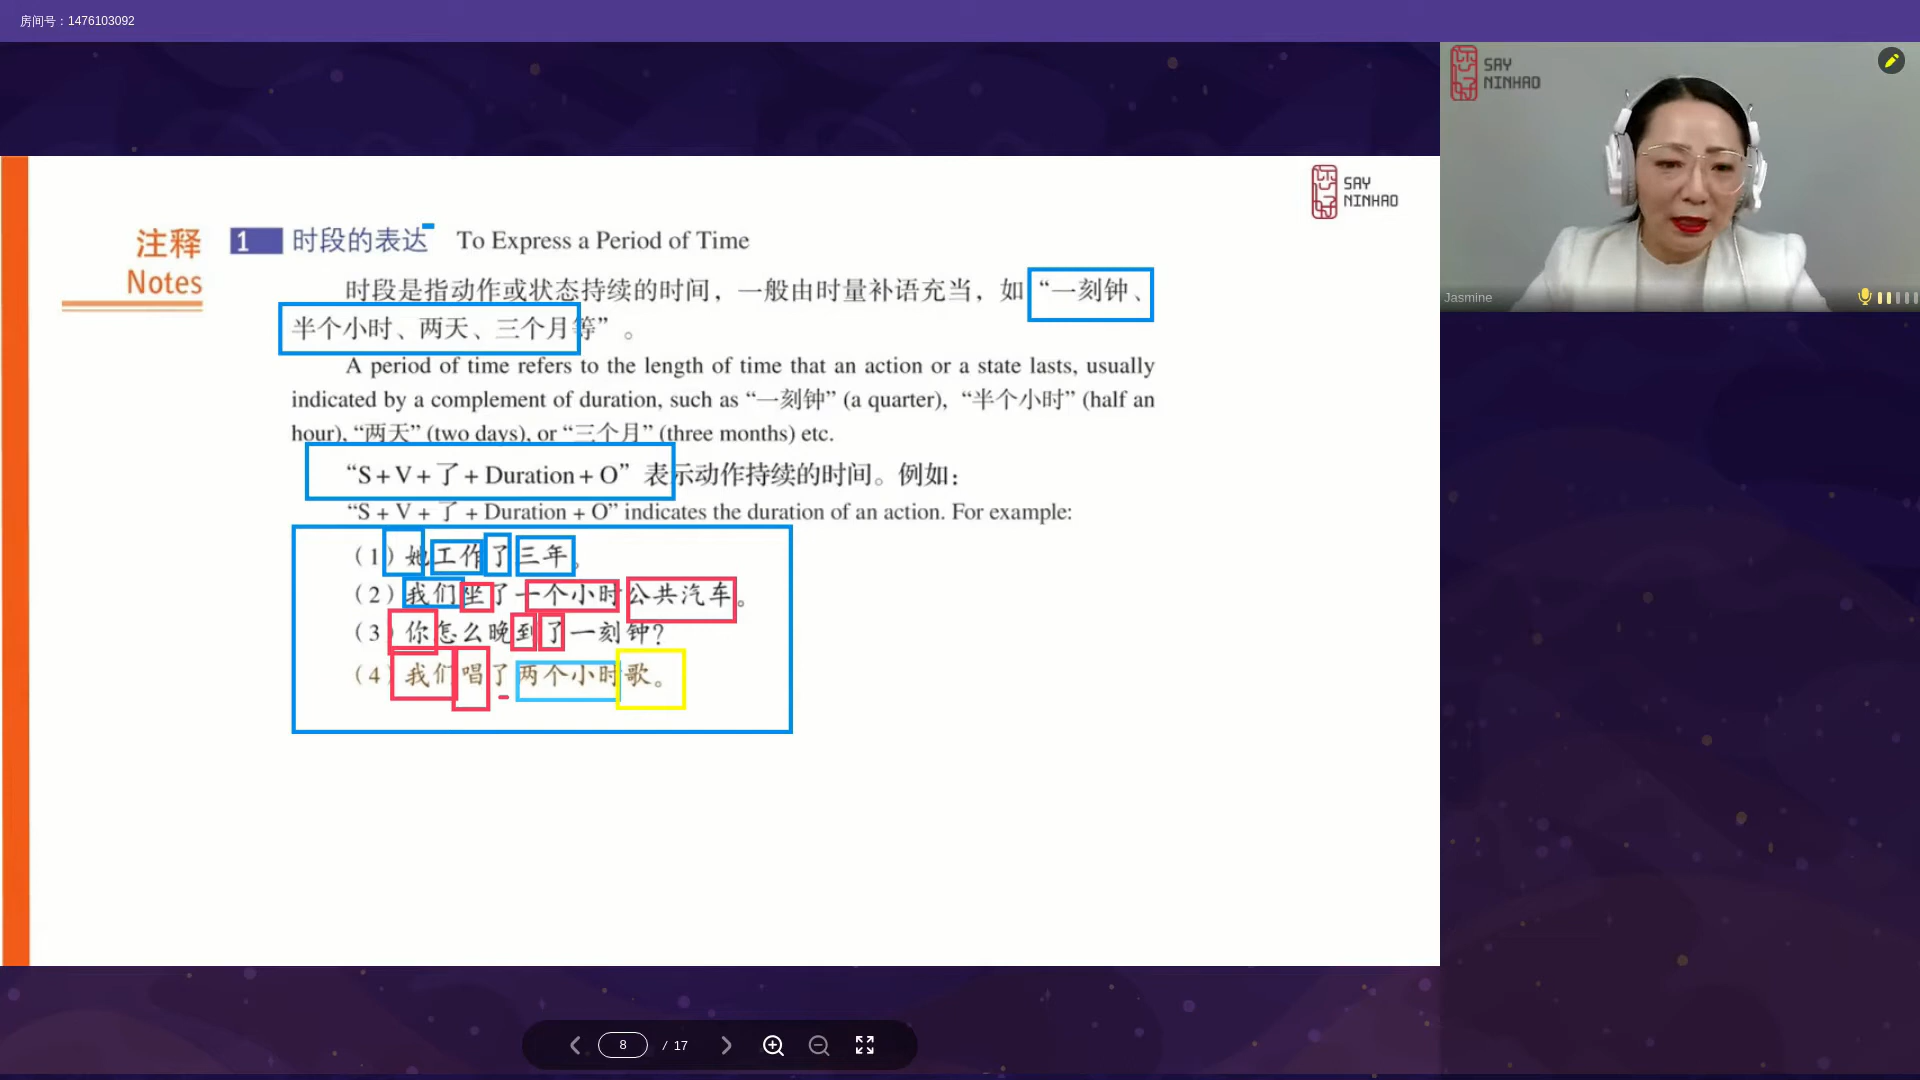 房间号：1476103092
SAY
NINHAO
Jasmine
SAY
NINHAO
注释
Notes
1 时段的表达 To Express a Period of Time
时段是指动作或状态持续的时间，一般由时量补语充当，如“一刻钟、
半个小时、两天、三个月等”。
A period of time refers to the length of time that an action or a state lasts, usually
indicated by a complement of duration, such as “一刻钟” (a quarter), “半个小时” (half an
hour), “两天” (two days), or “三个月” (three months) etc.
“S+V+了+Duration+O” 表示动作持续的时间。例如：
“S + V + 了 + Duration + O” indicates the duration of an action. For example:
（1）她工作了三年。
（2）我们坐了一个小时公共汽车。
（3）你怎么晚到了一刻钟？
（4）我们唱了两个小时歌。
8 / 17